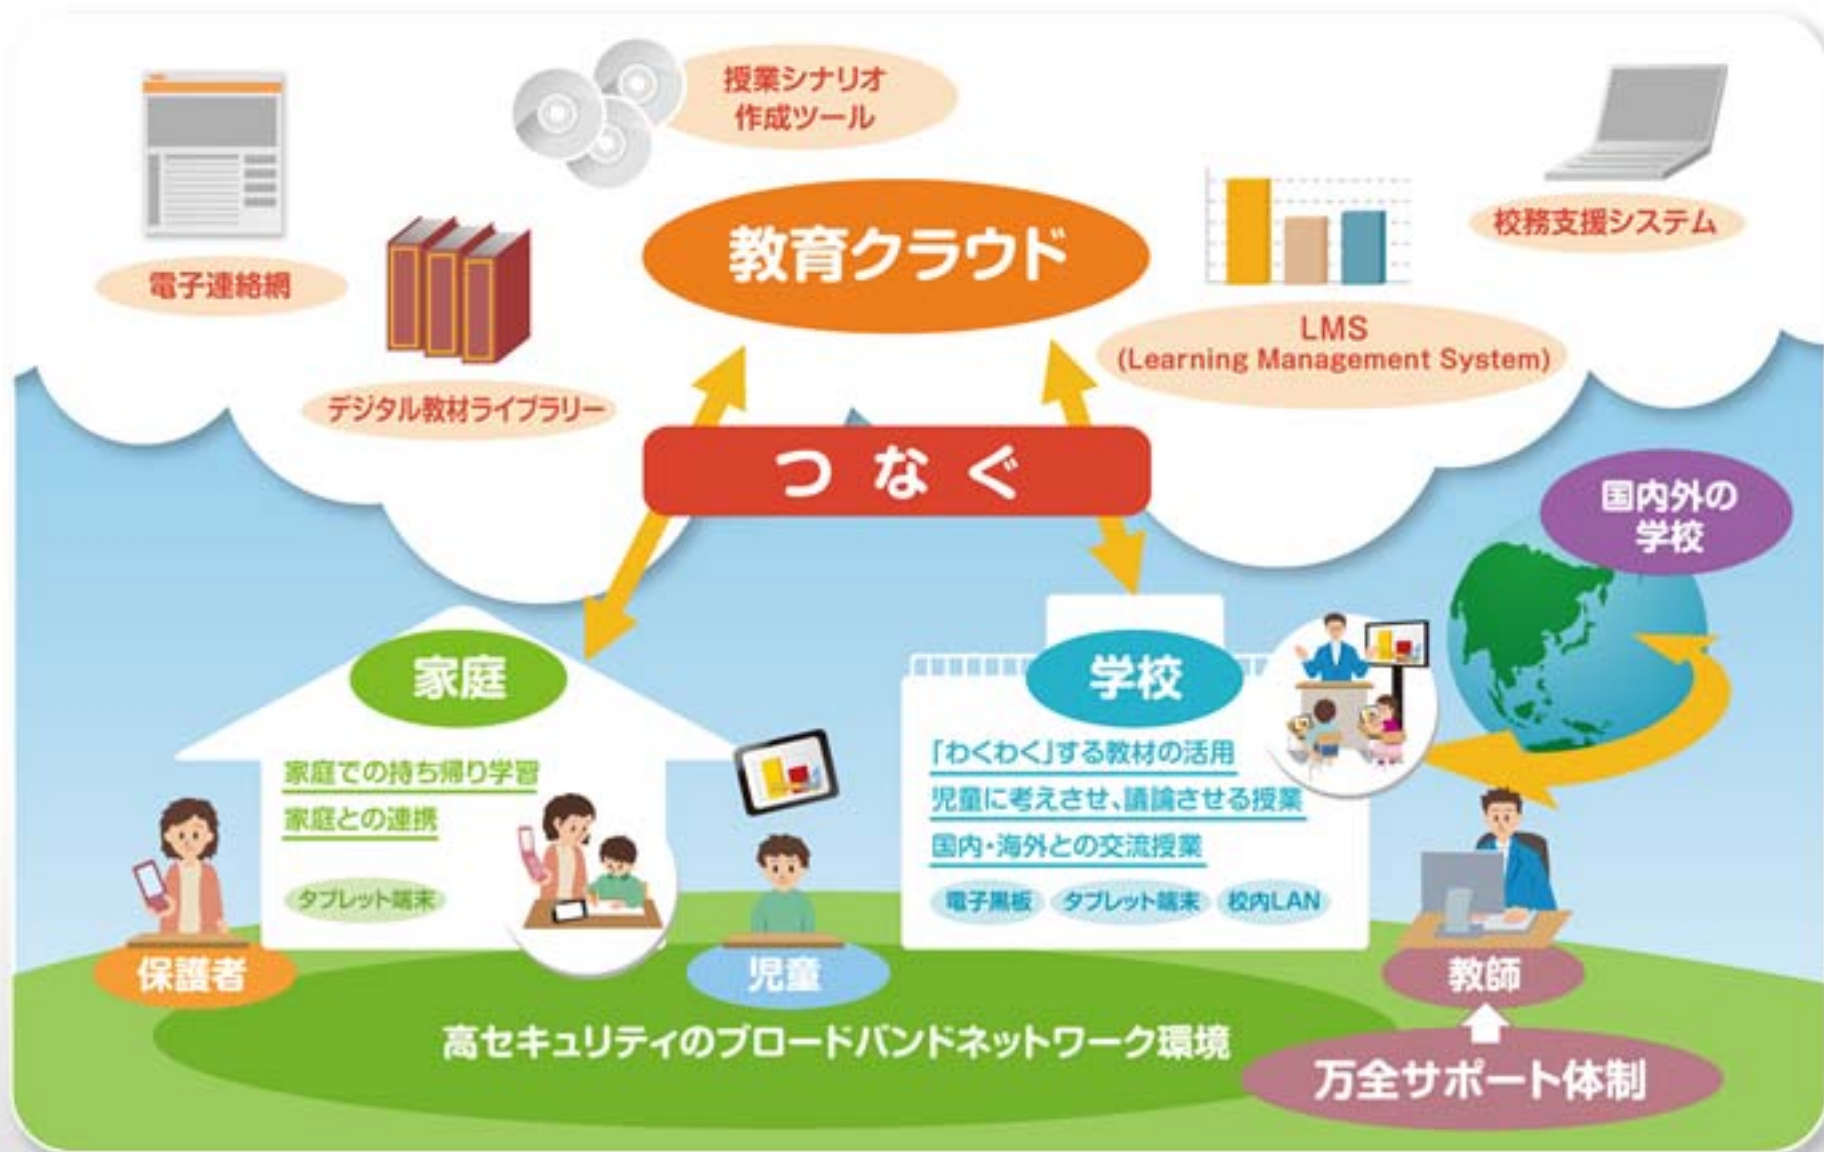 授業シナリオ
作成ツール
教育クラウド
校務支援システム
電子連絡網
LMS
(Learning Management System)
デジタル教材ライブラリー
つなぐ
国内外の
学校
家庭
家庭での持ち帰り学習
家庭との連携
タブレット端末
学校
「わくわく」する教材の活用
児童に考えさせ、議論させる授業
国内・海外との交流授業
電子黒板 タブレット端末 校内LAN
保護者
児童
教師
高セキュリティのブロードバンドネットワーク環境
万全サポート体制